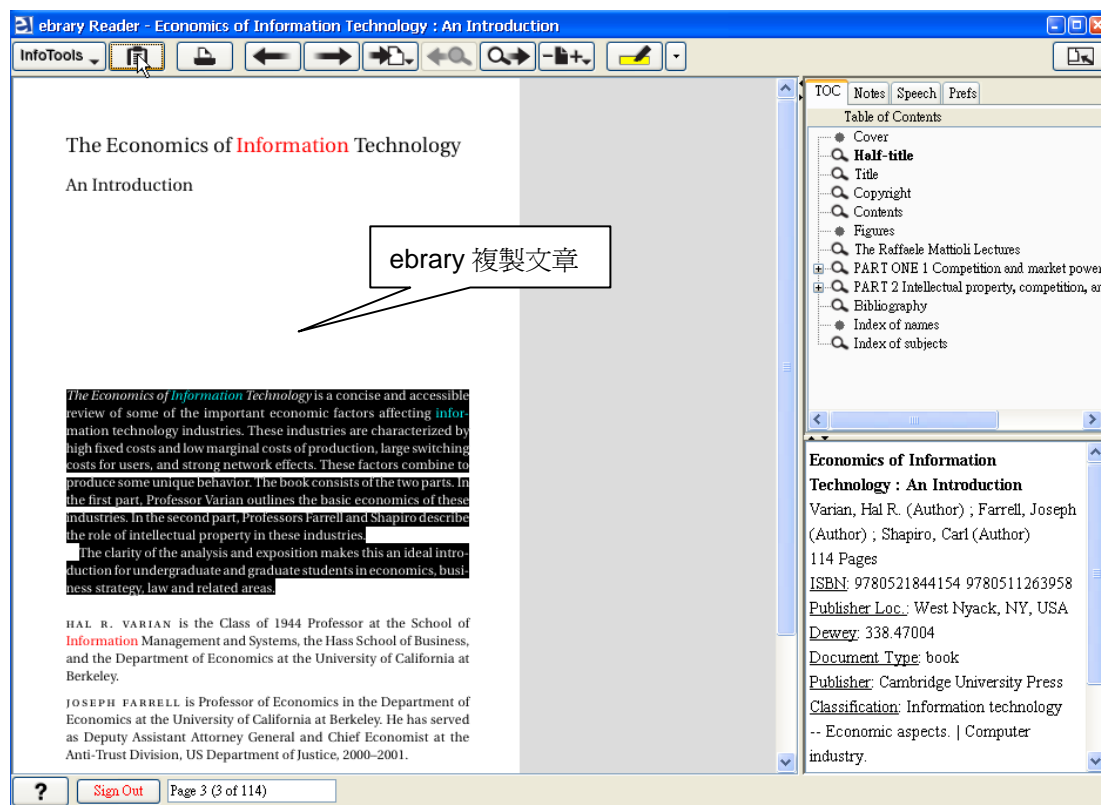 ebrary Reader - Economics of Information Technology : An Introduction
InfoTools
The Economics of Information Technology
An Introduction
ebrary 複製文章
The Economics of Information Technology is a concise and accessible
review of some of the important economic factors affecting infor-
mation technology industries. These industries are characterized by
high fixed costs and low marginal costs of production, large switching
costs for users, and strong network effects. These factors combine to
produce some unique behavior. The book consists of the two parts. In
the first part, Professor Varian outlines the basic economics of these
industries. In the second part, Professors Farrell and Shapiro describe
the role of intellectual property in these industries.
The clarity of the analysis and exposition makes this an ideal intro-
duction for undergraduate and graduate students in economics, busi-
ness strategy, law and related areas.
HAL R. VARIAN is the Class of 1944 Professor at the School of
Information Management and Systems, the Hass School of Business,
and the Department of Economics at the University of California at
Berkeley.
JOSEPH FARRELL is Professor of Economics in the Department of
Economics at the University of California at Berkeley. He has served
as Deputy Assistant Attorney General and Chief Economist at the
Anti-Trust Division, US Department of Justice, 2000–2001.
TOC Notes Speech Prefs
Table of Contents
Cover
Half-title
Title
Copyright
Contents
Figures
The Raffaele Mattioli Lectures
PART ONE 1 Competition and market power
PART 2 Intellectual property, competition, an
Bibliography
Index of names
Index of subjects
Economics of Information
Technology : An Introduction
Varian, Hal R. (Author) ; Farrell, Joseph
(Author) ; Shapiro, Carl (Author)
114 Pages
ISBN: 9780521844154 9780511263958
Publisher Loc.: West Nyack, NY, USA
Dewey: 338.47004
Document Type: book
Publisher: Cambridge University Press
Classification: Information technology
-- Economic aspects. | Computer
industry.
? Sign Out Page 3 (3 of 114)